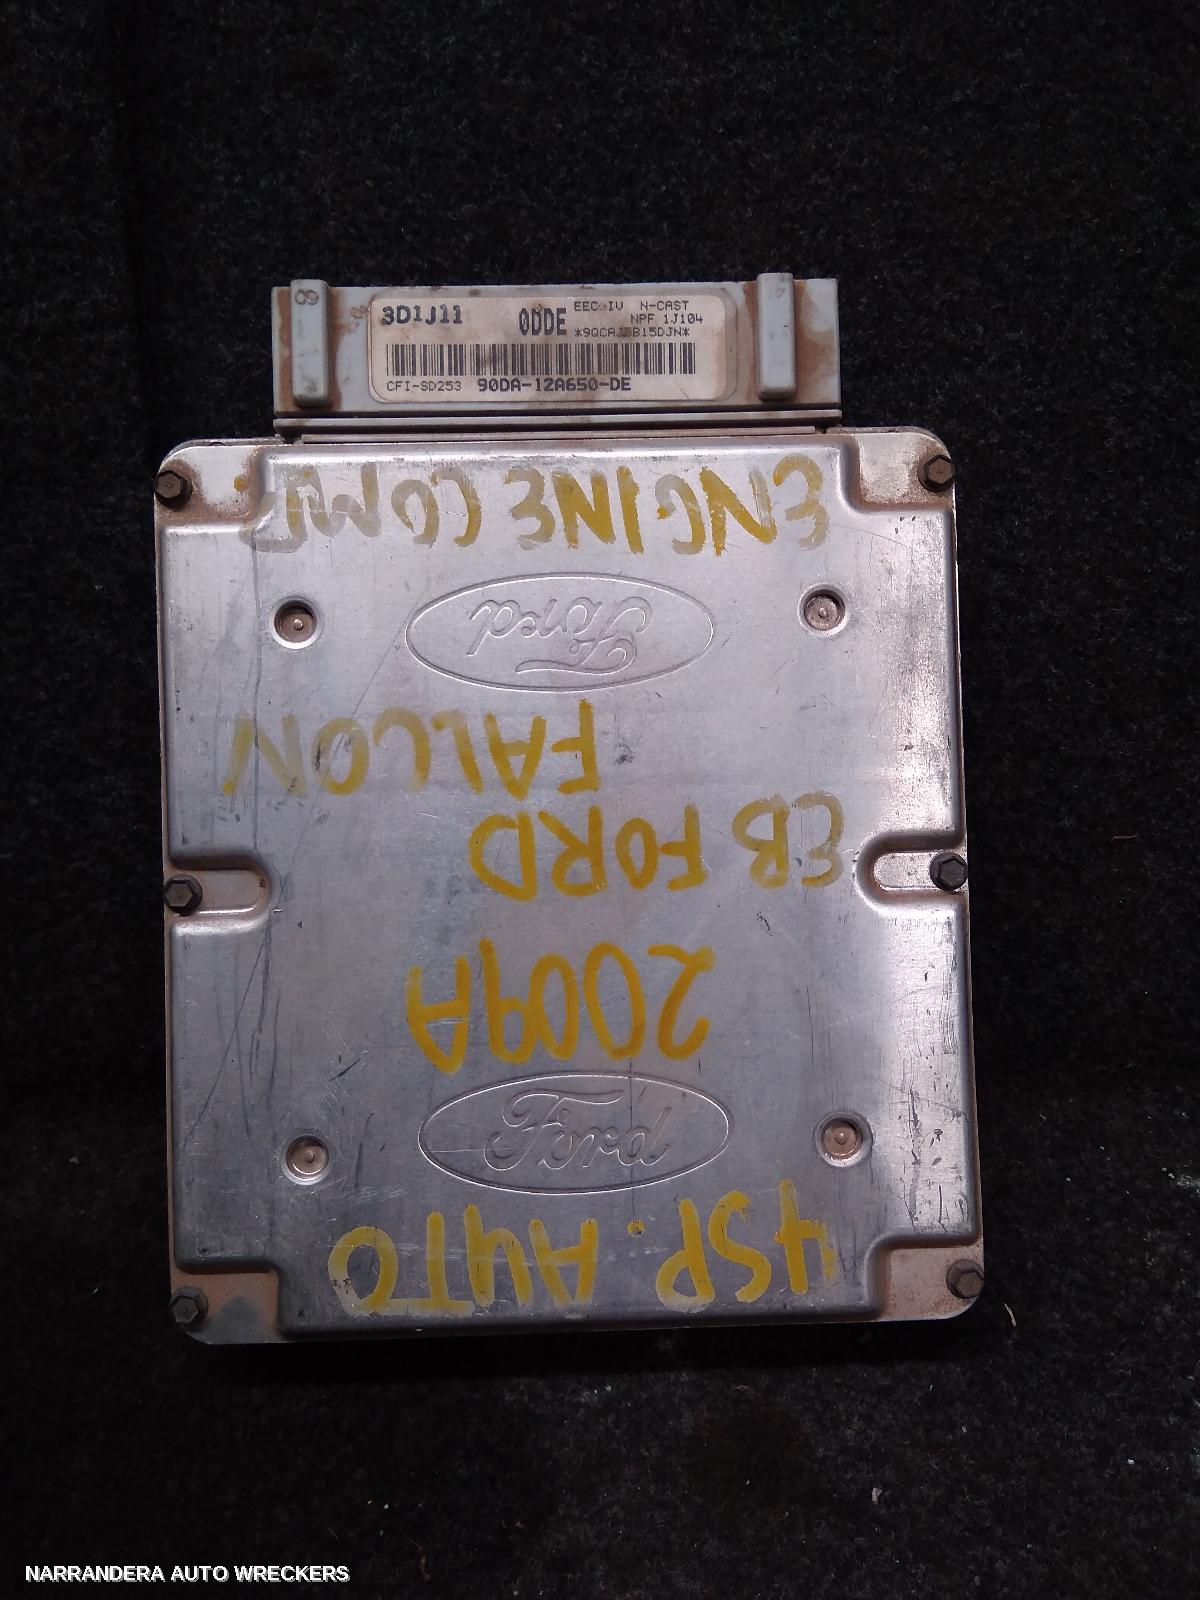 09
3D1J11
0DDE
EEC-IV N-CAST
NPF 1J104
CFI-SD253 90DA-12A650-DE
ENGINE COMP
Ford
FALCON
EB FORD
2009A
Ford
4SP. AUTO
NARRANDERA AUTO WRECKERS